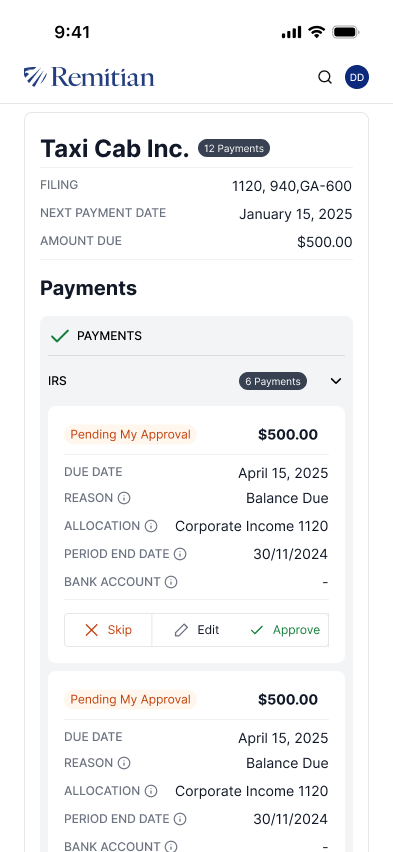 9:41
Remitian
DD
Taxi Cab Inc. 12 Payments
FILING 1120, 940,GA-600
NEXT PAYMENT DATE January 15, 2025
AMOUNT DUE $500.00
Payments
PAYMENTS
IRS 6 Payments
Pending My Approval $500.00
DUE DATE April 15, 2025
REASON Balance Due
ALLOCATION Corporate Income 1120
PERIOD END DATE 30/11/2024
BANK ACCOUNT -
Skip Edit Approve
Pending My Approval $500.00
DUE DATE April 15, 2025
REASON Balance Due
ALLOCATION Corporate Income 1120
PERIOD END DATE 30/11/2024
BANK ACCOUNT -